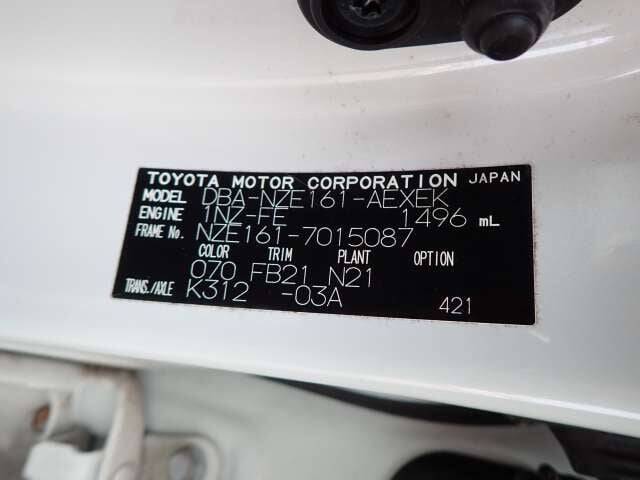 TOYOTA MOTOR CORPORATION JAPAN
MODEL DBA-NZE161-AEXEK
ENGINE 1NZ-FE 1496 mL
FRAME No. NZE161-7015087
COLOR TRIM PLANT OPTION
070 FB21 N21
TRANS./AXLE K312 -03A
421